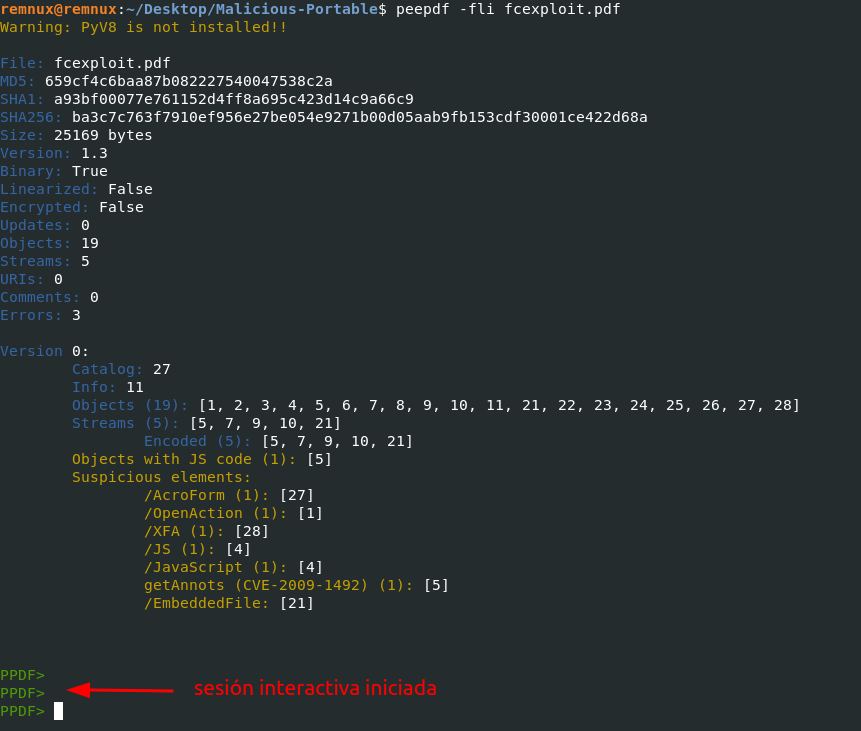 remnux@remnux:~/Desktop/Malicious-Portable$ peepdf -fli fcexploit.pdf
Warning: PyV8 is not installed!!
File: fcexploit.pdf
MD5: 659cf4c6baa87b082227540047538c2a
SHA1: a93bf00077e761152d4ff8a695c423d14c9a66c9
SHA256: ba3c7c763f7910ef956e27be054e9271b00d05aab9fb153cdf30001ce422d68a
Size: 25169 bytes
Version: 1.3
Binary: True
Linearized: False
Encrypted: False
Updates: 0
Objects: 19
Streams: 5
URIs: 0
Comments: 0
Errors: 3
Version 0:
Catalog: 27
Info: 11
Objects (19): [1, 2, 3, 4, 5, 6, 7, 8, 9, 10, 11, 21, 22, 23, 24, 25, 26, 27, 28]
Streams (5): [5, 7, 9, 10, 21]
Encoded (5): [5, 7, 9, 10, 21]
Objects with JS code (1): [5]
Suspicious elements:
/AcroForm (1): [27]
/OpenAction (1): [1]
/XFA (1): [28]
/JS (1): [4]
/JavaScript (1): [4]
getAnnots (CVE-2009-1492) (1): [5]
/EmbeddedFile: [21]
PPDF>
PPDF> sesión interactiva iniciada
PPDF>